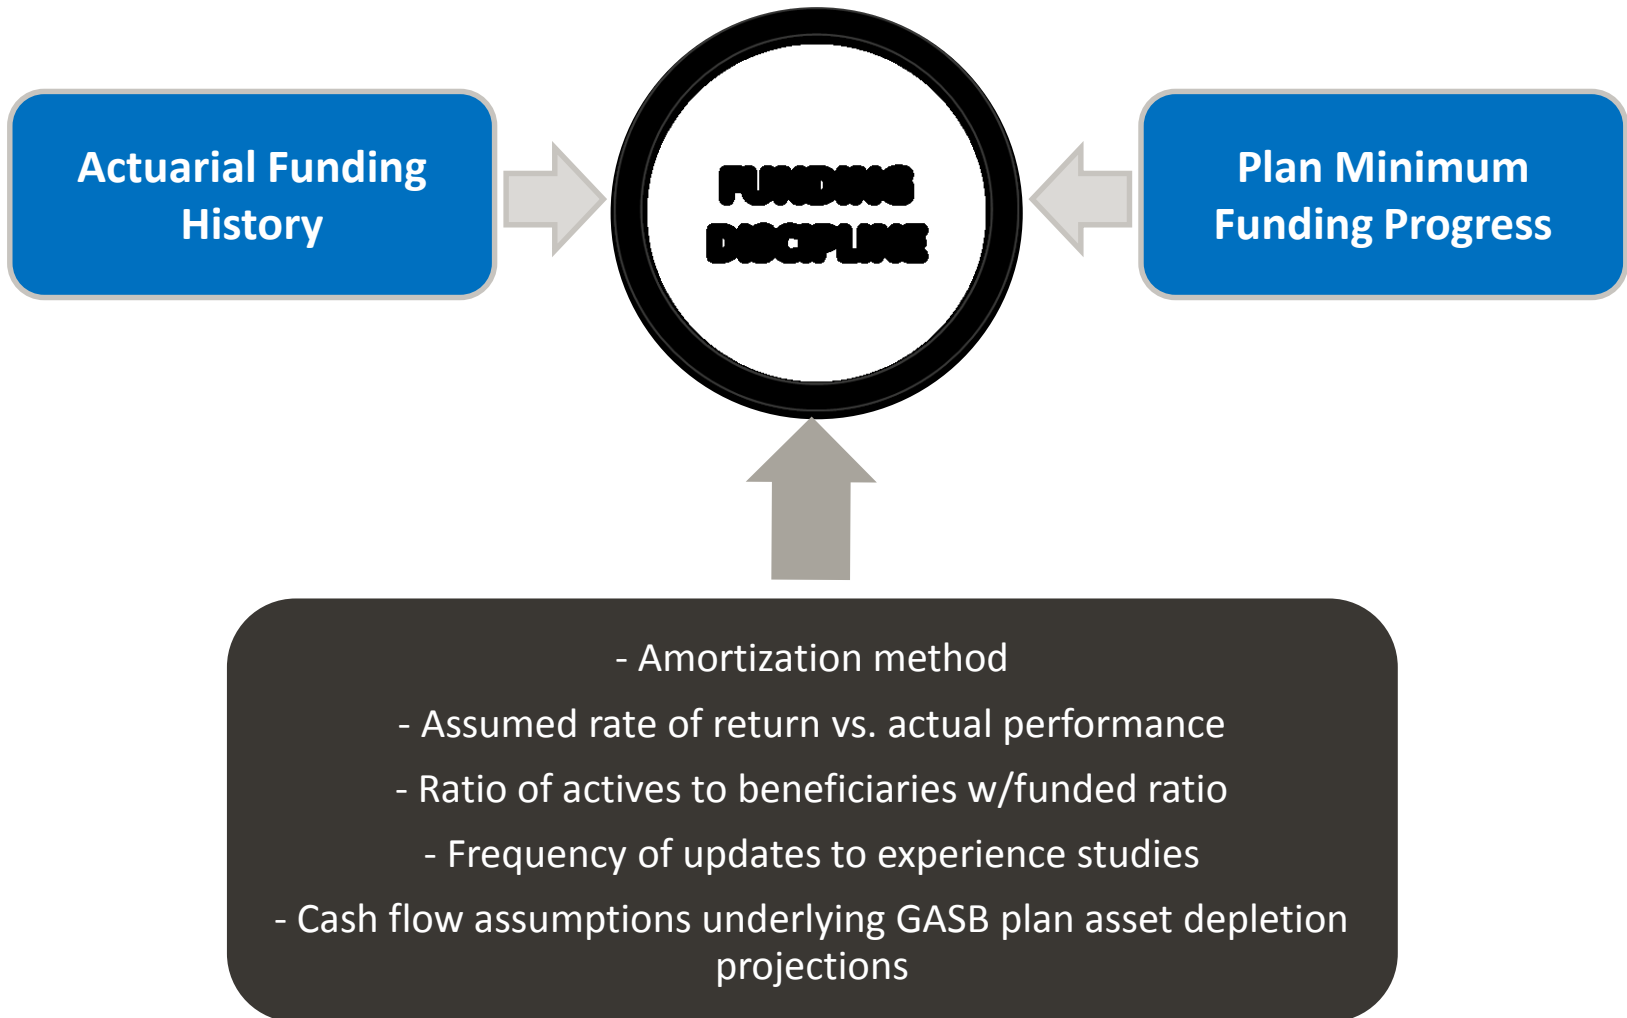 Actuarial Funding
History
FUNDING
DISCIPLINE
Plan Minimum
Funding Progress
- Amortization method
- Assumed rate of return vs. actual performance
- Ratio of actives to beneficiaries w/funded ratio
- Frequency of updates to experience studies
- Cash flow assumptions underlying GASB plan asset depletion
projections